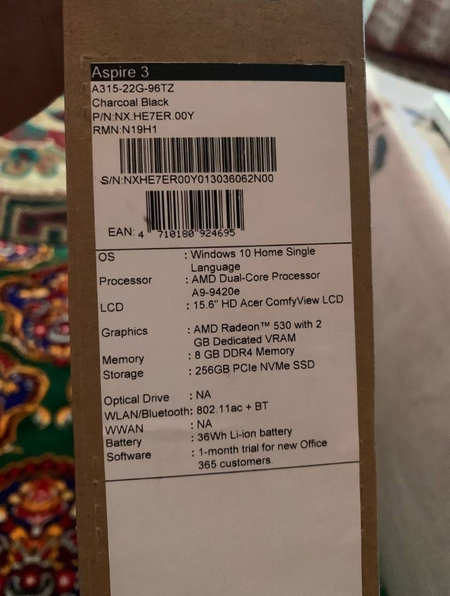 Aspire 3
A315-22G-96TZ
Charcoal Black
P/N:NX.HE7ER.00Y
RMN:N19H1
S/N:NXHE7ER00Y013036062N00
EAN: 4 710180 924695
OS : Windows 10 Home Single
Language
Processor : AMD Dual-Core Processor
A9-9420e
LCD : 15.6" HD Acer ComfyView LCD
Graphics : AMD Radeon™ 530 with 2
GB Dedicated VRAM
Memory : 8 GB DDR4 Memory
Storage : 256GB PCIe NVMe SSD
Optical Drive : NA
WLAN/Bluetooth: 802.11ac + BT
WWAN : NA
Battery : 36Wh Li-ion battery
Software : 1-month trial for new Office
365 customers.